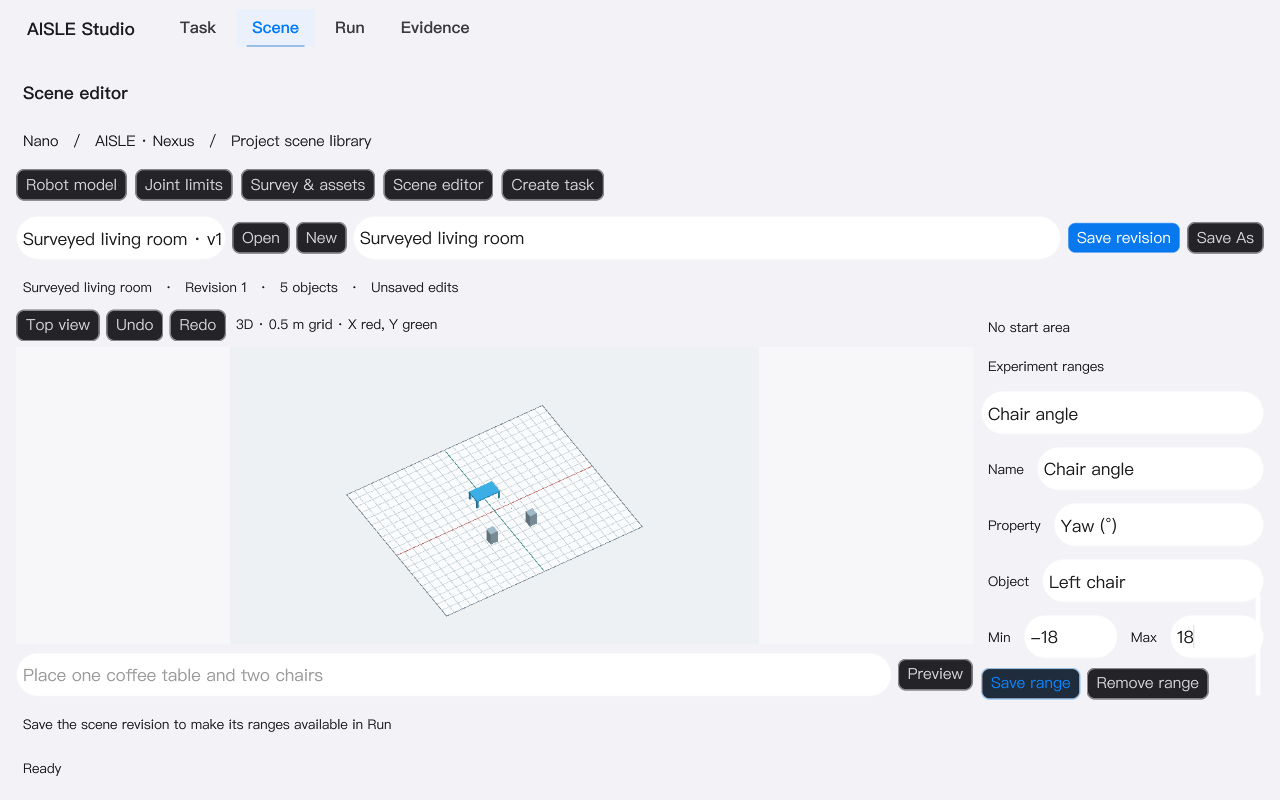 AISLE Studio Task Scene Run Evidence
Scene editor
Nano / AISLE · Nexus / Project scene library
Robot model Joint limits Survey & assets Scene editor Create task
Surveyed living room · v1 Open New Surveyed living room Save revision Save As
Surveyed living room · Revision 1 · 5 objects · Unsaved edits
Top view Undo Redo 3D · 0.5 m grid · X red, Y green
No start area
Experiment ranges
Chair angle
Name Chair angle
Property Yaw (°)
Object Left chair
Min −18 Max 18
Place one coffee table and two chairs Preview
Save range Remove range
Save the scene revision to make its ranges available in Run
Ready